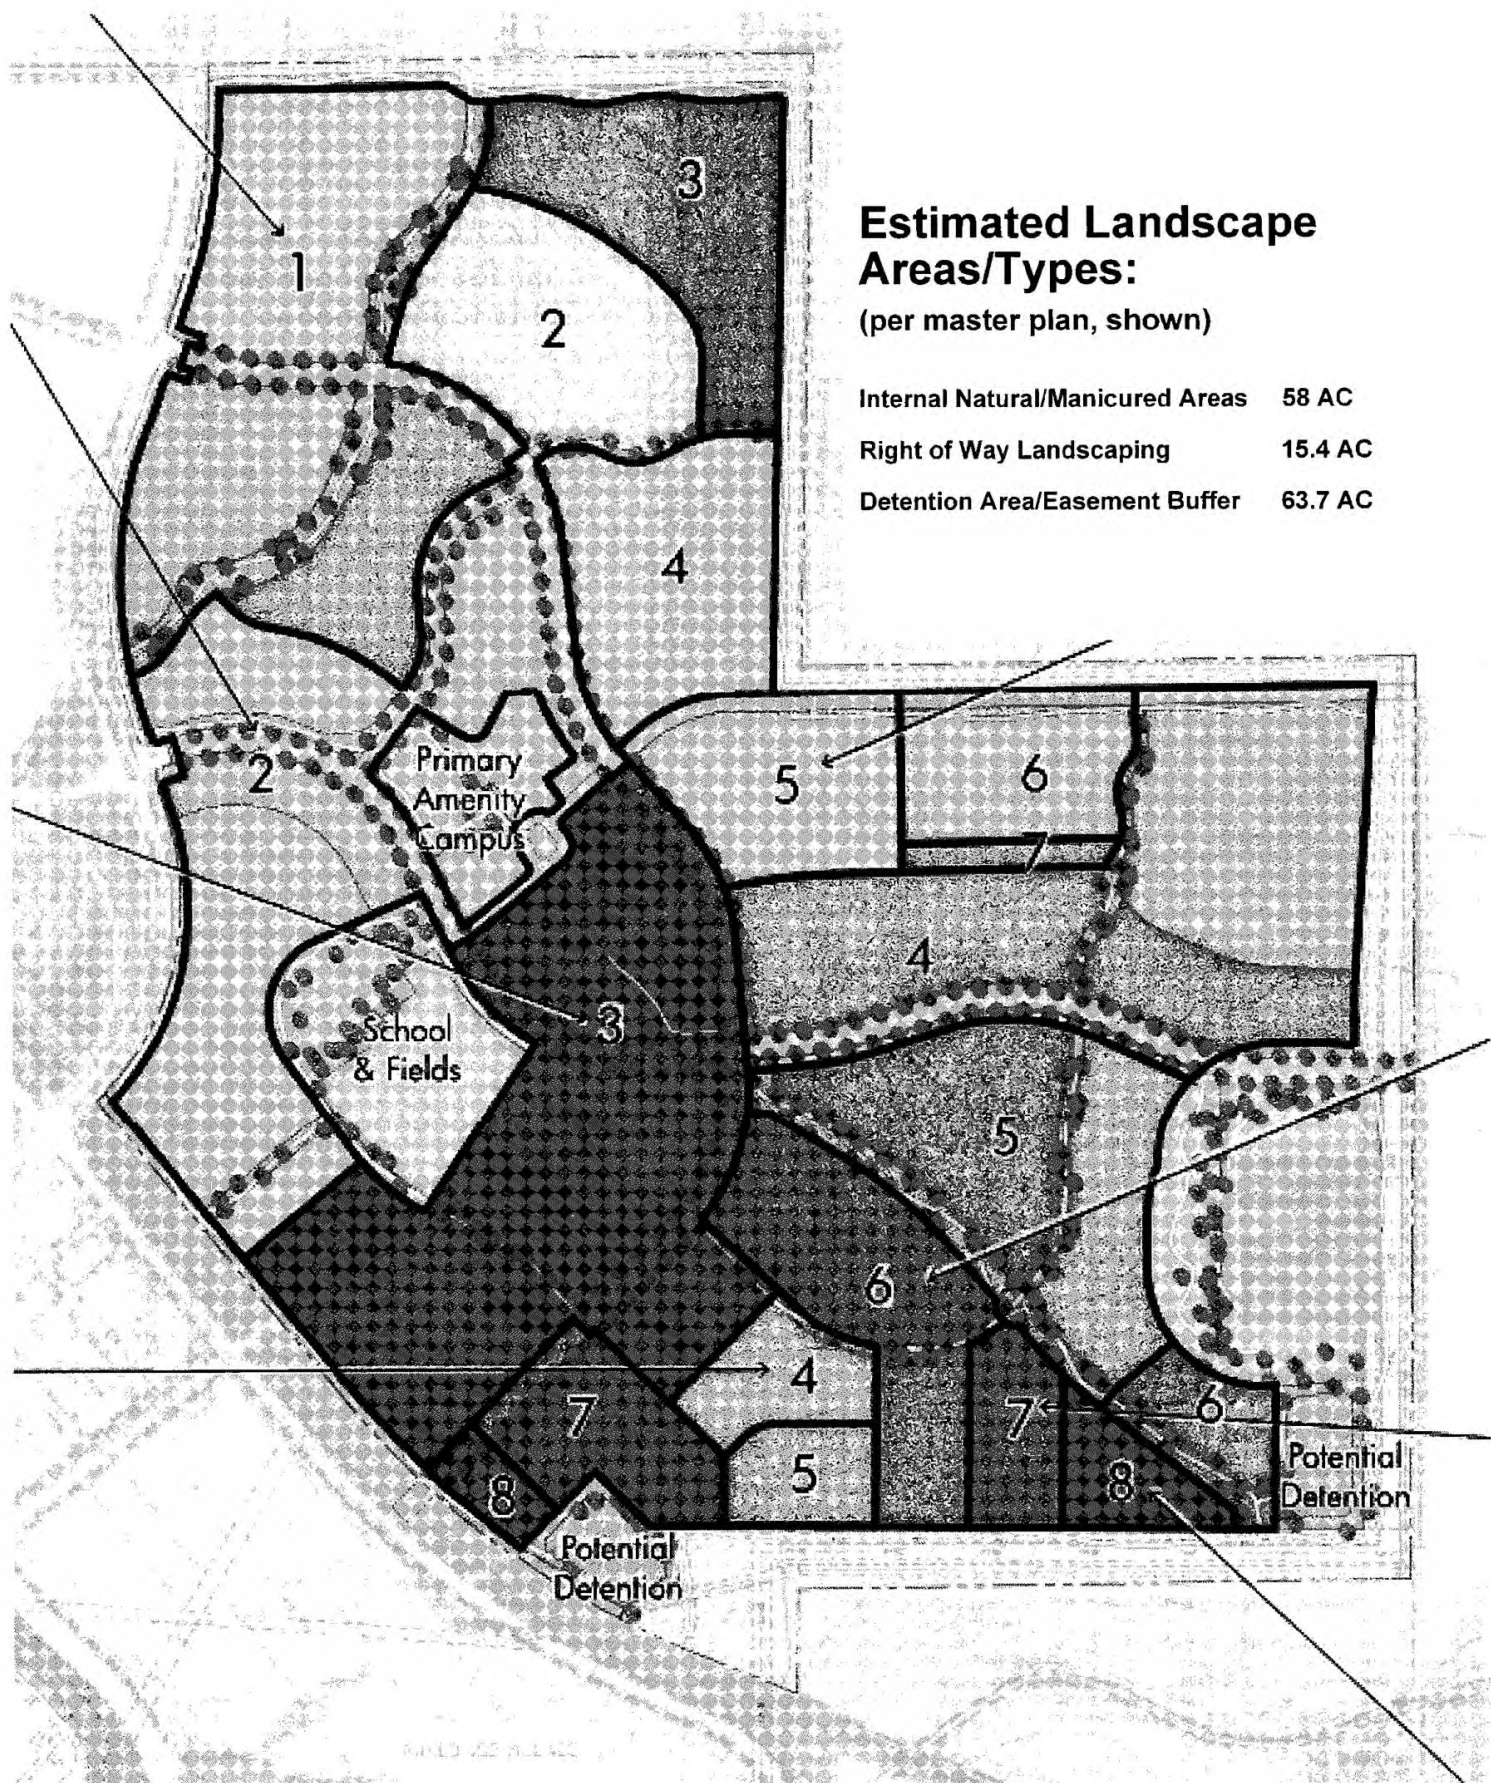 3
Estimated Landscape
Areas/Types:
(per master plan, shown)
1
2
Internal Natural/Manicured Areas 58 AC
Right of Way Landscaping 15.4 AC
Detention Area/Easement Buffer 63.7 AC
4
Primary
Amenity
Campus
2
5
6
7
4
School
& Fields
3
5
6
4
7
7
6
5
8
8
Potential
Detention
Potential
Detention